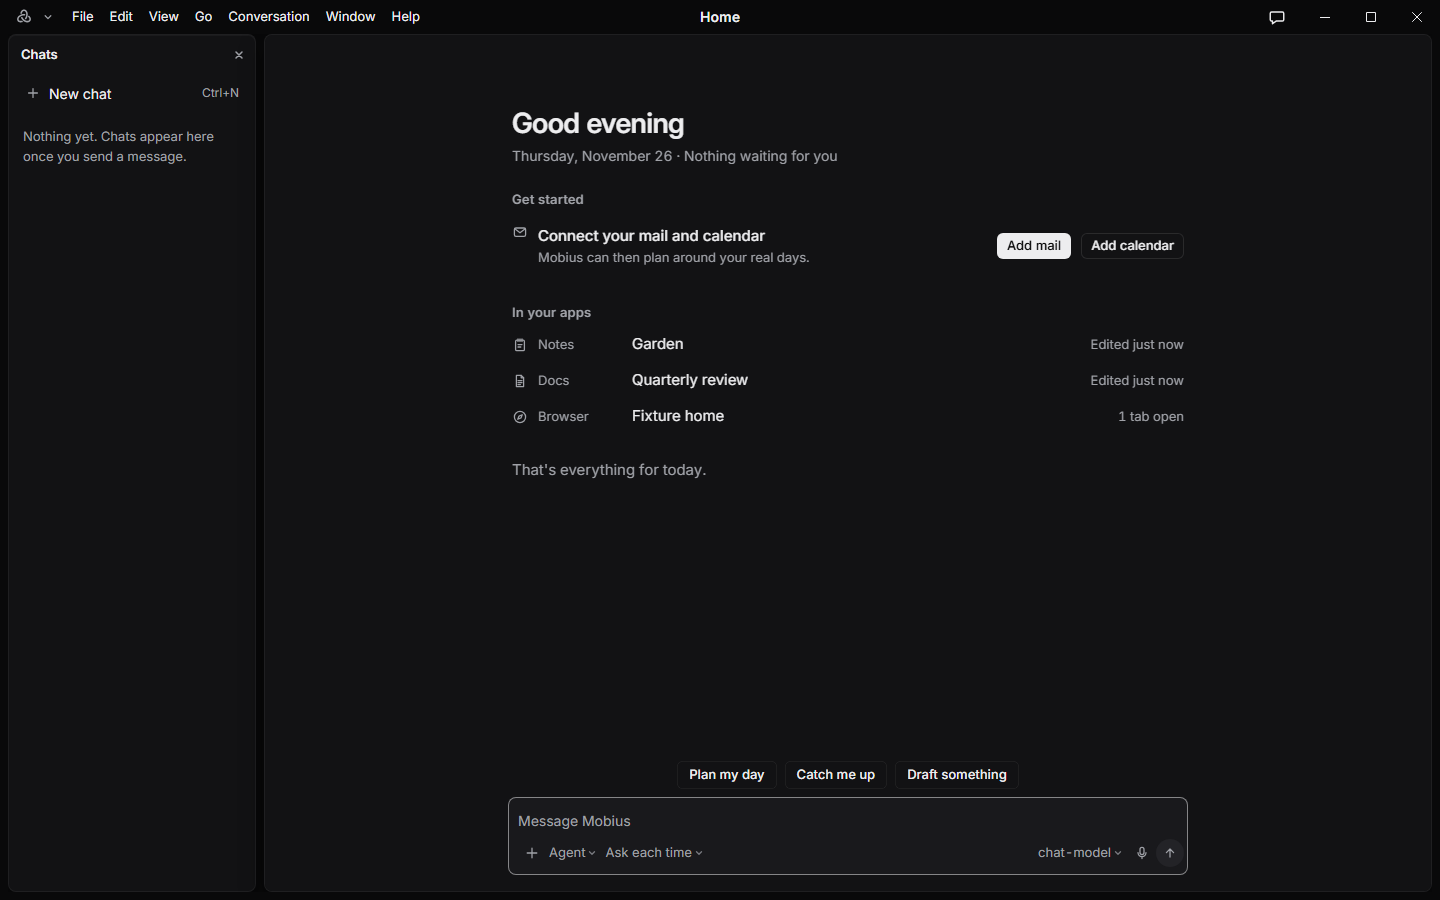 File Edit View Go Conversation Window Help
Home
Chats
New chat Ctrl+N
Nothing yet. Chats appear here
once you send a message.
Good evening
Thursday, November 26 · Nothing waiting for you
Get started
Connect your mail and calendar
Mobius can then plan around your real days.
Add mail
Add calendar
In your apps
Notes Garden Edited just now
Docs Quarterly review Edited just now
Browser Fixture home 1 tab open
That's everything for today.
Plan my day
Catch me up
Draft something
Message Mobius
Agent Ask each time chat-model